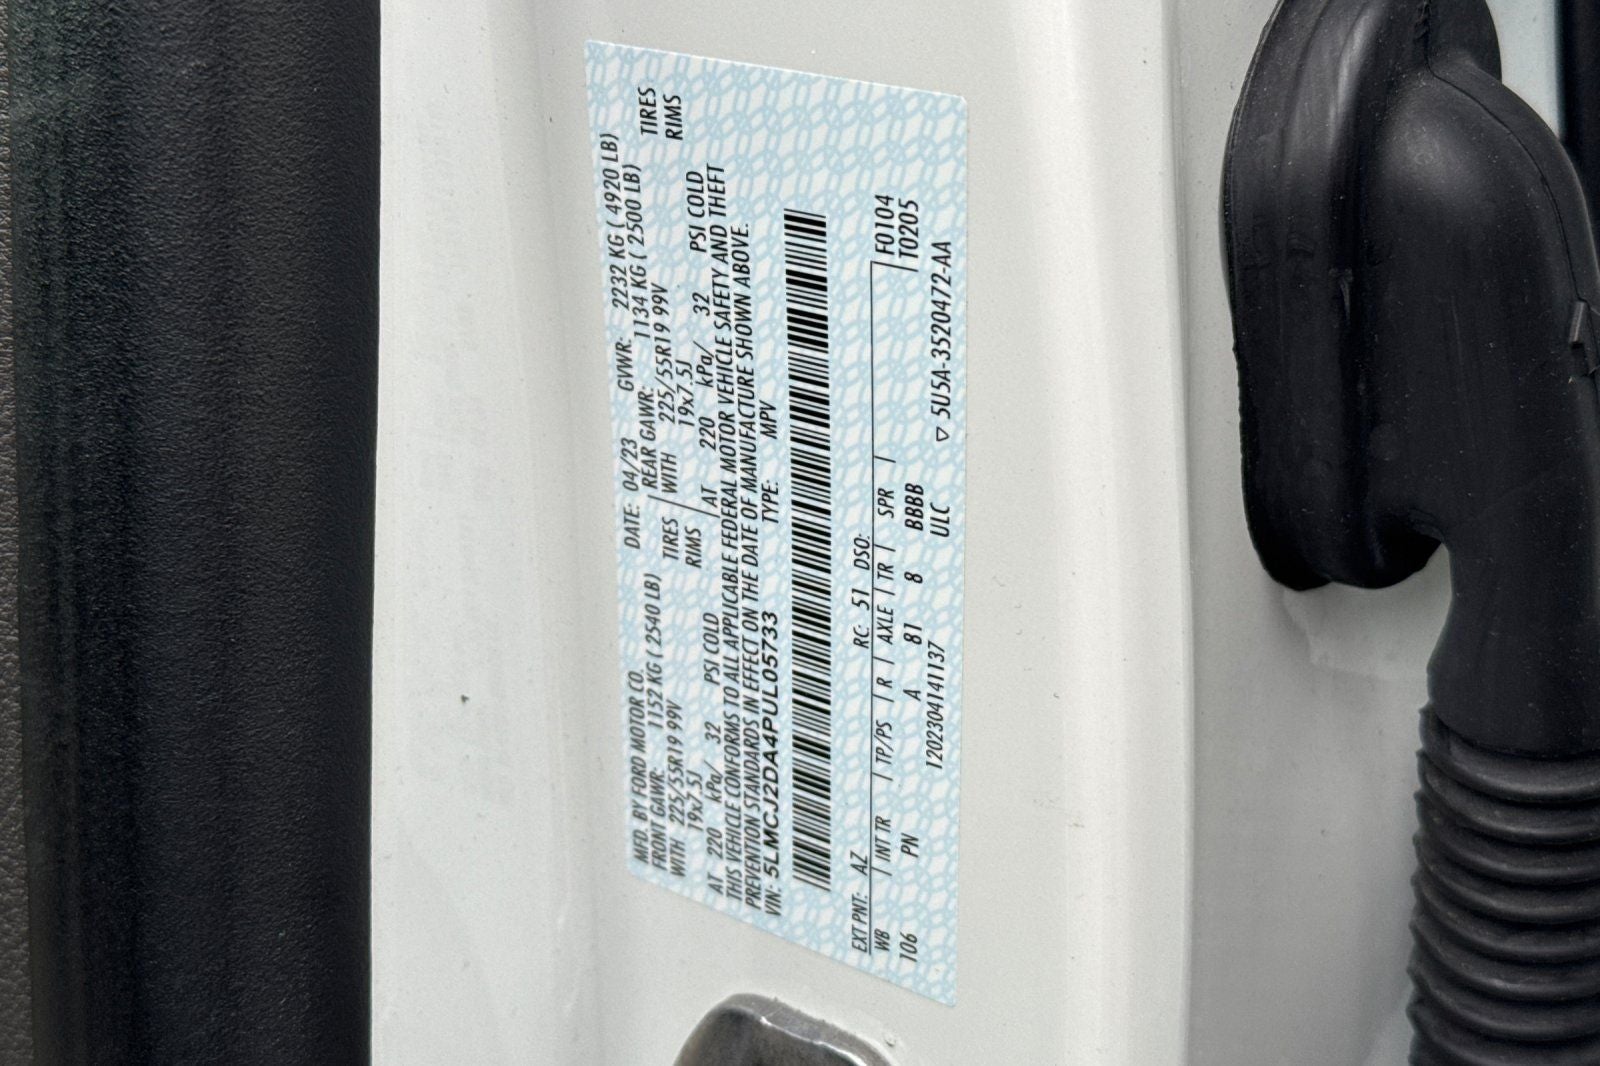 MFD. BY FORD MOTOR CO. DATE: 04/23 GVWR: 2232 KG ( 4920 LB)
FRONT GAWR: 1152 KG ( 2540 LB) REAR GAWR: 1134 KG ( 2500 LB)
WITH 225/55R19 99V TIRES WITH 225/55R19 99V TIRES
19x7.5J RIMS 19x7.5J RIMS
AT 220 kPa/ 32 PSI COLD AT 220 kPa/ 32 PSI COLD
THIS VEHICLE CONFORMS TO ALL APPLICABLE FEDERAL MOTOR VEHICLE SAFETY AND THEFT
PREVENTION STANDARDS IN EFFECT ON THE DATE OF MANUFACTURE SHOWN ABOVE.
VIN: 5LMCJ2DA4PUL05733 TYPE: MPV
EXT PNT: AZ RC: 51 DSO: F0104
WB INT TR TP/PS R AXLE TR SPR T0205
106 PN A 81 8 BBBB
12023041411​37 ULC ▽ 5U5A-3520472-AA